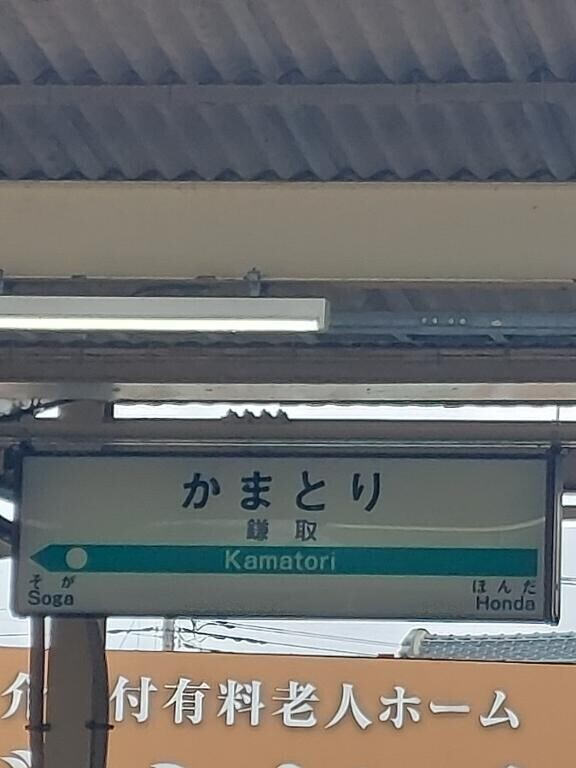 かまとり
鎌取
Kamatori
そが ほんだ
Soga Honda
介 付有料老人ホーム